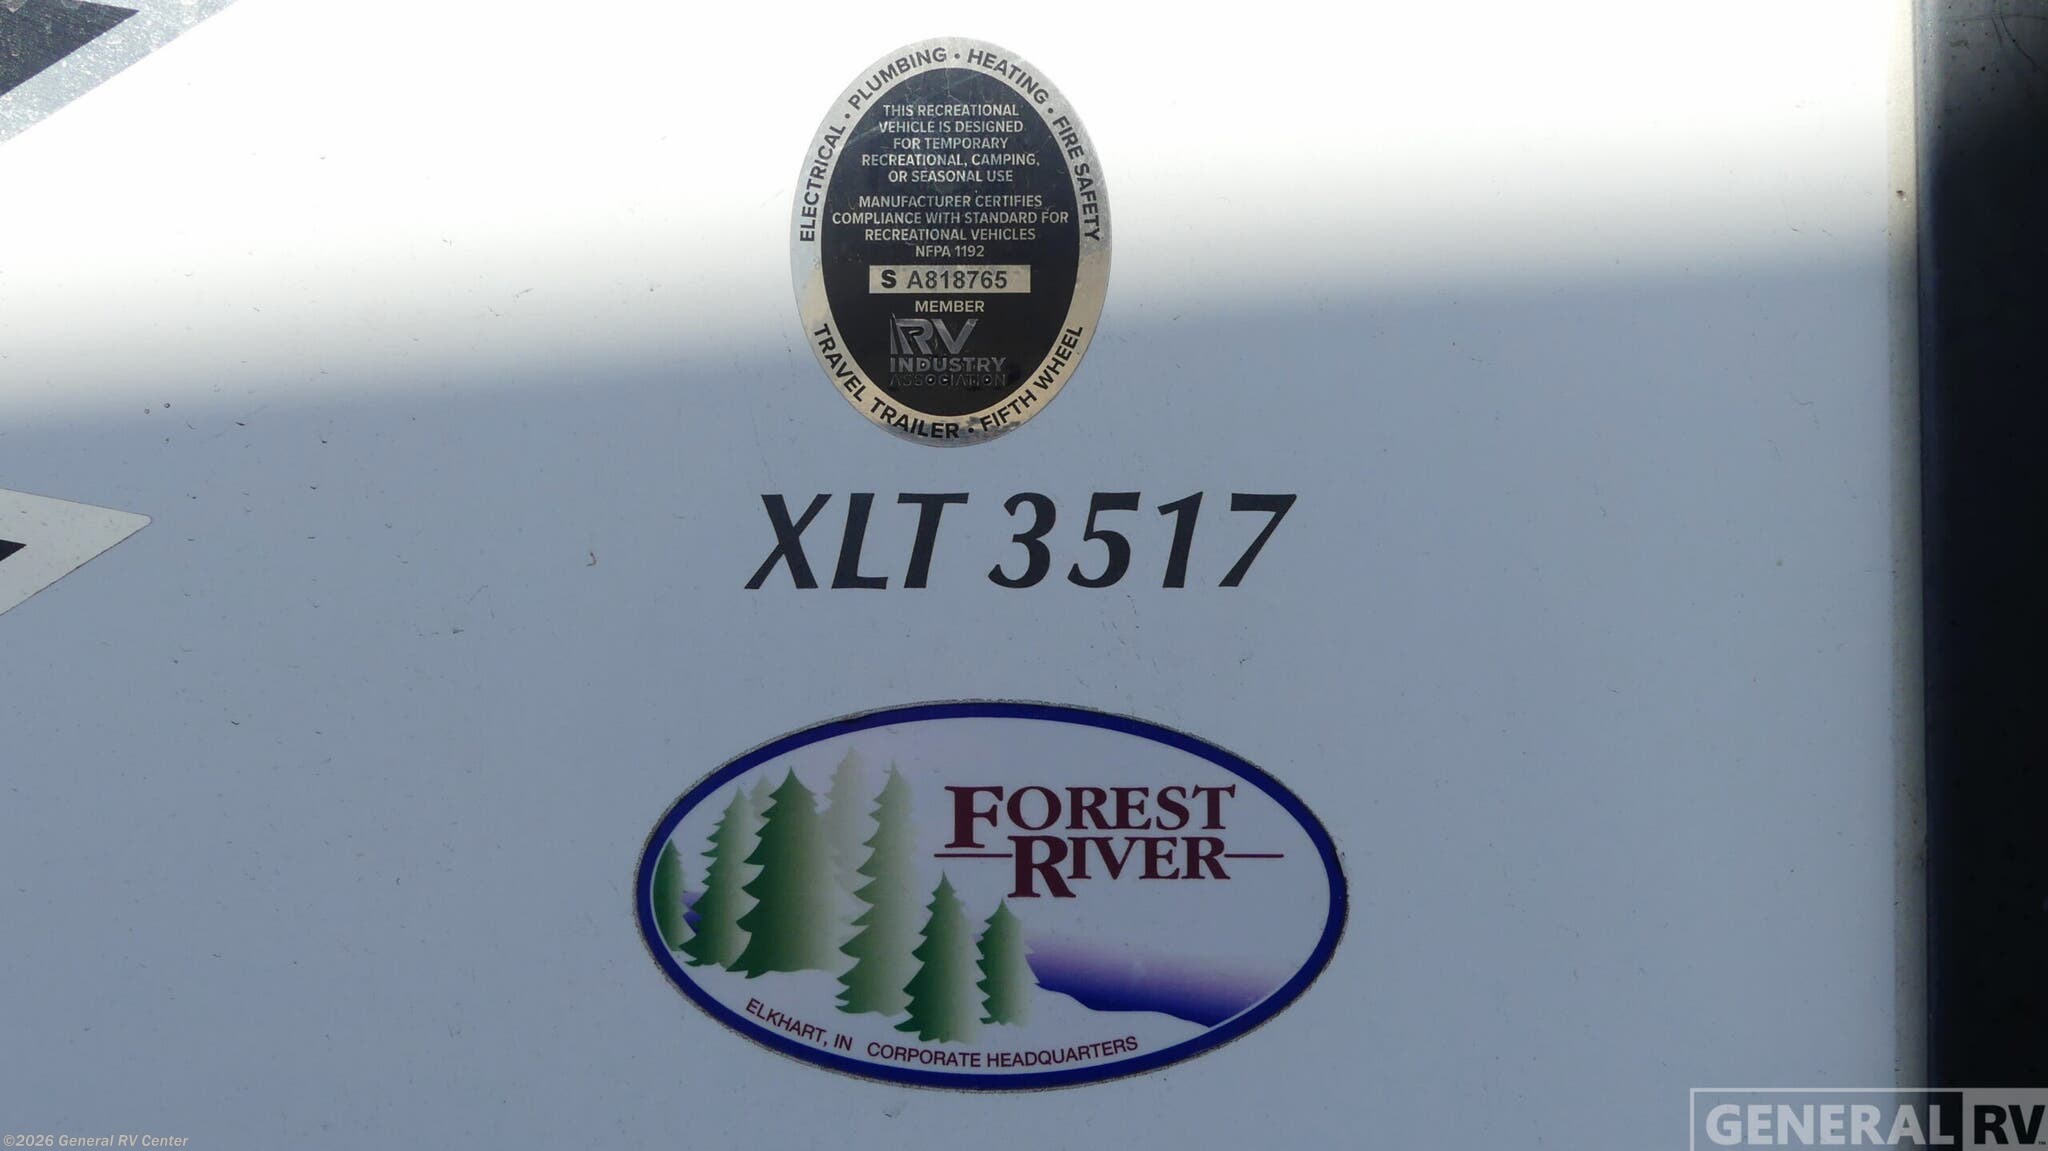 ELECTRICAL • PLUMBING • HEATING • FIRE SAFETY
THIS RECREATIONAL
VEHICLE IS DESIGNED
FOR TEMPORARY
RECREATIONAL, CAMPING,
OR SEASONAL USE
MANUFACTURER CERTIFIES
COMPLIANCE WITH STANDARD FOR
RECREATIONAL VEHICLES
NFPA 1192
S A818765
MEMBER
RV
INDUSTRY
ASSOCIATION
TRAVEL TRAILER • FIFTH WHEEL
XLT 3517
FOREST
RIVER
ELKHART, IN CORPORATE HEADQUARTERS
©2026 General RV Center
GENERAL RV™